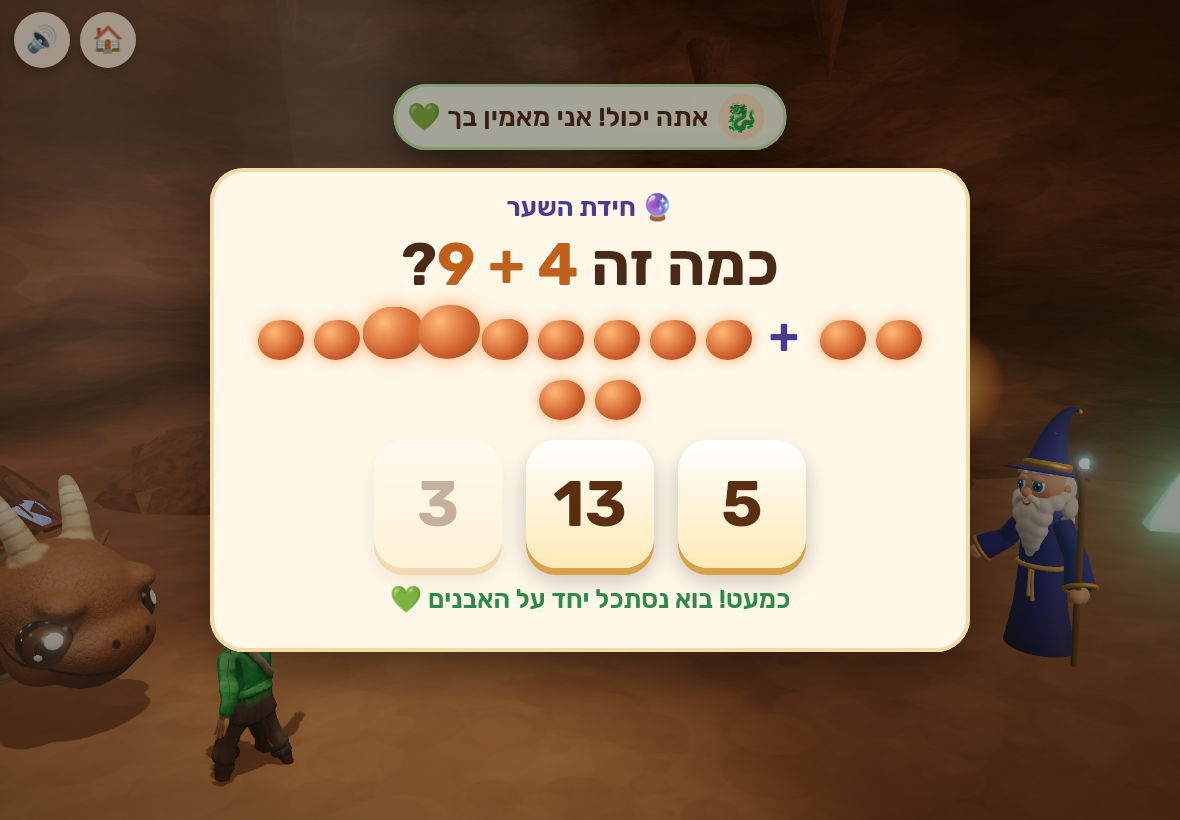 אתה יכול! אני מאמין בך
חידת השער
כמה זה 4 + 9?
+
5 13 3
כמעט! בוא נסתכל יחד על האבנים